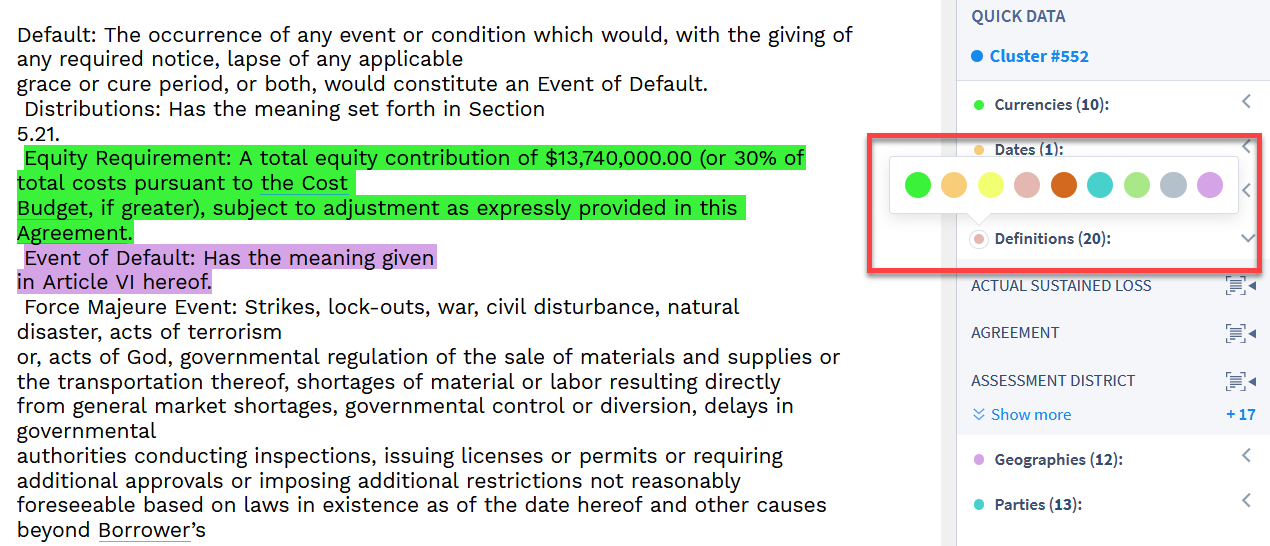 Default: The occurrence of any event or condition which would, with the giving of
any required notice, lapse of any applicable
grace or cure period, or both, would constitute an Event of Default.
Distributions: Has the meaning set forth in Section
5.21.
Equity Requirement: A total equity contribution of $13,740,000.00 (or 30% of
total costs pursuant to the Cost
Budget, if greater), subject to adjustment as expressly provided in this
Agreement.
Event of Default: Has the meaning given
in Article VI hereof.
Force Majeure Event: Strikes, lock-outs, war, civil disturbance, natural
disaster, acts of terrorism
or, acts of God, governmental regulation of the sale of materials and supplies or
the transportation thereof, shortages of material or labor resulting directly
from general market shortages, governmental control or diversion, delays in
governmental
authorities conducting inspections, issuing licenses or permits or requiring
additional approvals or imposing additional restrictions not reasonably
foreseeable based on laws in existence as of the date hereof and other causes
beyond Borrower’s
QUICK DATA
Cluster #552
Currencies (10):
Dates (1):
Definitions (20):
ACTUAL SUSTAINED LOSS
AGREEMENT
ASSESSMENT DISTRICT
Show more + 17
Geographies (12):
Parties (13):